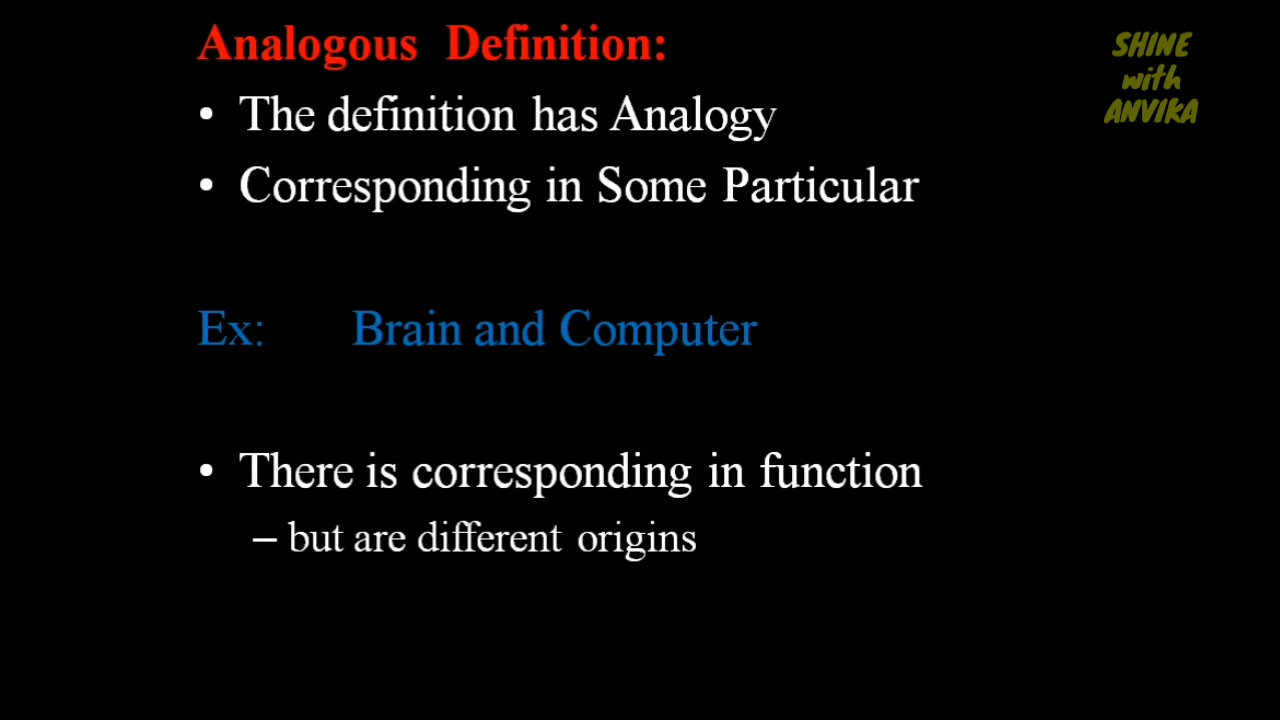 Analogous Definition:
• The definition has Analogy
• Corresponding in Some Particular
Ex: Brain and Computer
• There is corresponding in function
– but are different origins
SHINE
with
ANVIKA